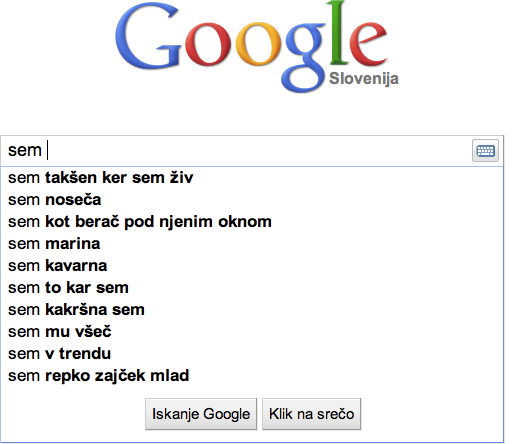 Google
Slovenija
sem
sem takšen ker sem živ
sem noseča
sem kot berač pod njenim oknom
sem marina
sem kavarna
sem to kar sem
sem kakršna sem
sem mu všeč
sem v trendu
sem repko zajček mlad
Iskanje Google Klik na srečo